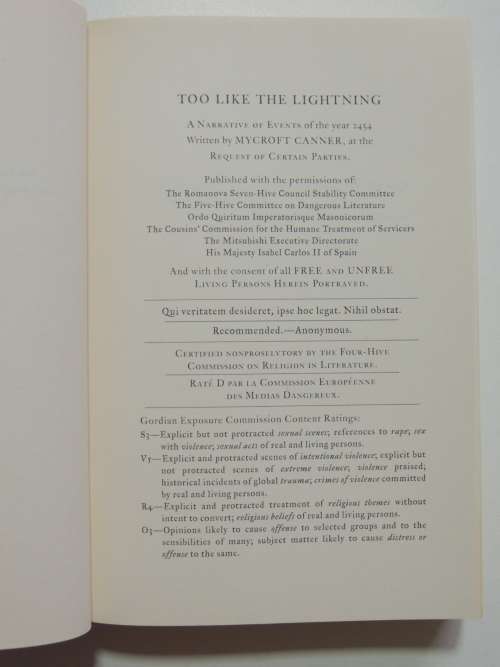 TOO LIKE THE LIGHTNING
A Narrative of Events of the year 2454
Written by MYCROFT CANNER, at the
Request of Certain Parties.
Published with the permissions of:
The Romanova Seven-Hive Council Stability Committee
The Five-Hive Committee on Dangerous Literature
Ordo Quiritum Imperatorisque Masonicorum
The Cousins' Commission for the Humane Treatment of Servicers
The Mitsubishi Executive Directorate
His Majesty Isabel Carlos II of Spain
And with the consent of all FREE and UNFREE
Living Persons Herein Portrayed.
Qui veritatem desideret, ipse hoc legat. Nihil obstat.
Recommended.—Anonymous.
Certified nonproselytory by the Four-Hive
Commission on Religion in Literature.
Raté D par la Commission Européenne
des Medias Dangereux.
Gordian Exposure Commission Content Ratings:
S3—Explicit but not protracted sexual scenes; references to rape; sex
with violence; sexual acts of real and living persons.
V5—Explicit and protracted scenes of intentional violence; explicit but
not protracted scenes of extreme violence; violence praised;
historical incidents of global trauma; crimes of violence committed
by real and living persons.
R4—Explicit and protracted treatment of religious themes without
intent to convert; religious beliefs of real and living persons.
O3—Opinions likely to cause offense to selected groups and to the
sensibilities of many; subject matter likely to cause distress or
offense to the same.